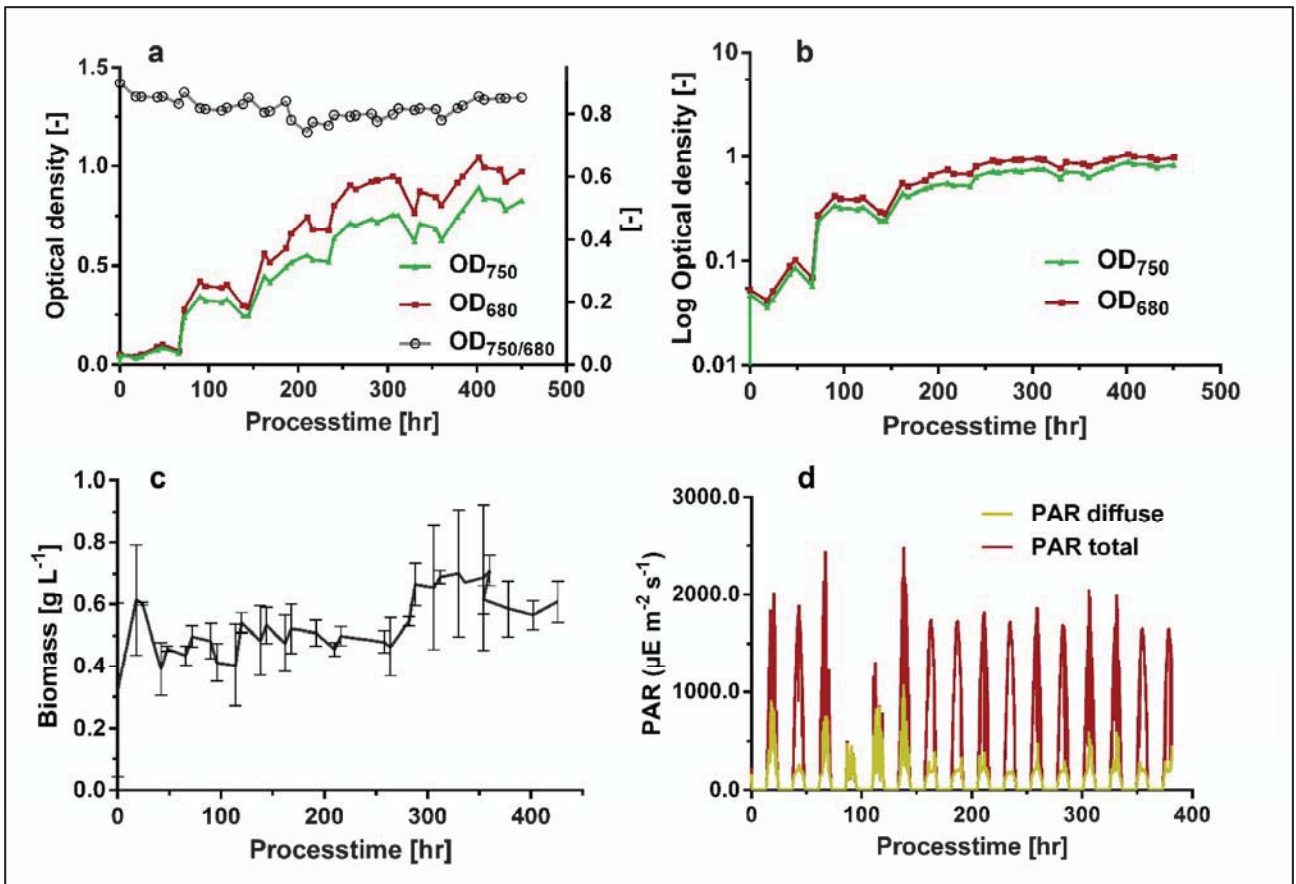 a
1.5
1.0
0.5
0.0
Optical density [-]
0.8
0.6
0.4
0.2
0.0
[-]
OD750
OD680
OD750/680
0 100 200 300 400 500
Processtime [hr]
b
10
1
0.1
0.01
Log Optical density [-]
OD750
OD680
0 100 200 300 400 500
Processtime [hr]
c
1.0
0.8
0.6
0.4
0.2
0.0
Biomass [g L-1]
0 100 200 300 400
Processtime [hr]
d
3000.0
2000.0
1000.0
0.0
PAR (µE m-2 s-1)
PAR diffuse
PAR total
0 100 200 300 400
Processtime [hr]